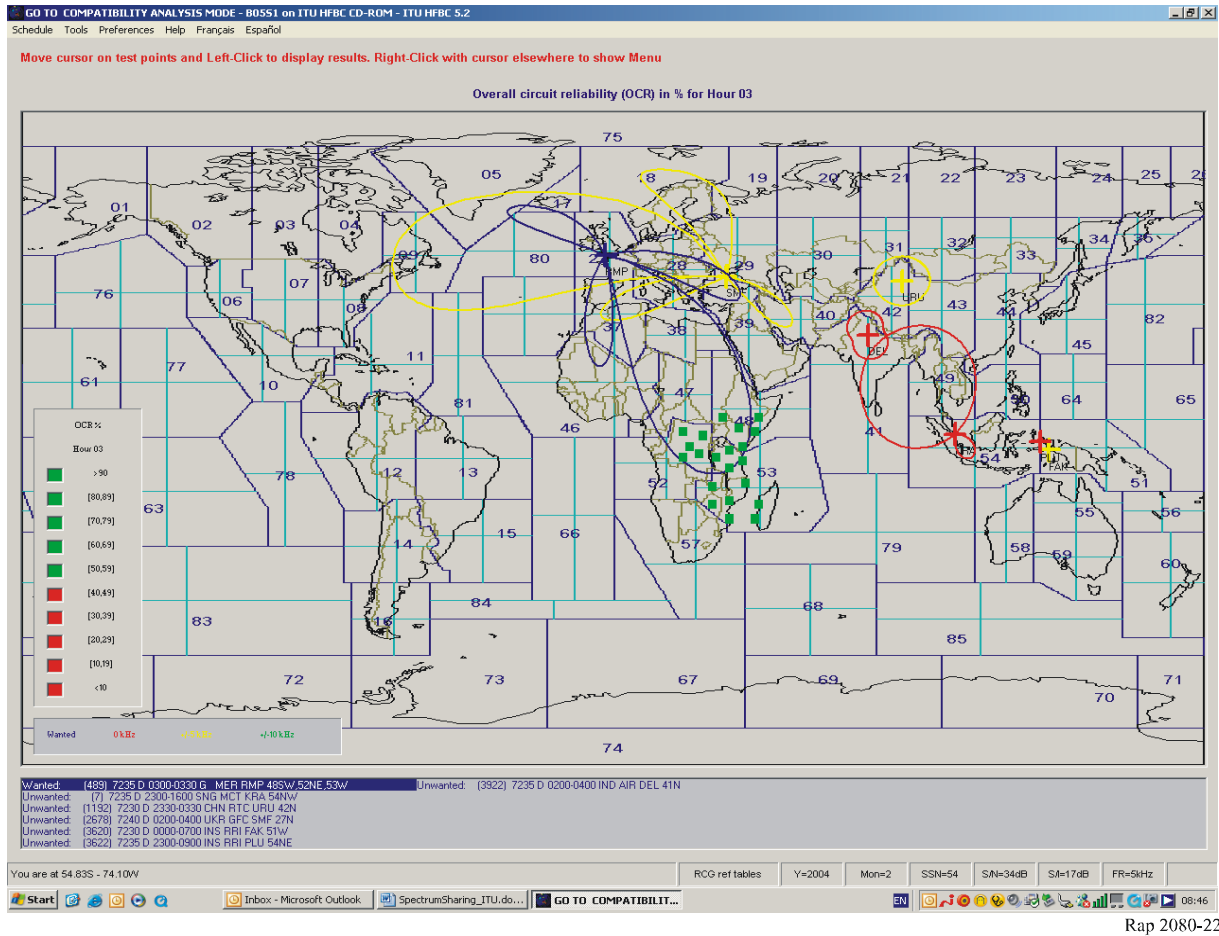 GO TO COMPATIBILITY ANALYSIS MODE - B05S1 on ITU HFBC CD-ROM - ITU HFBC 5.2
Schedule Tools Preferences Help Français Español
Move cursor on test points and Left-Click to display results. Right-Click with cursor elsewhere to show Menu
Overall circuit reliability (OCR) in % for Hour 03
75
05 18 19 20 21 22 23 24 25
01 02 03 04 17
09 80 28 29 30 31 32 33 34 35
RMP SMF URU
76 06 07 08 37 38 39 40 42 43 44 82
DEL
77 11 45
61 10 81 46 47 48 41 49 50 64 65
KRA PLU FAK
78 12 13 52 53 54 51
63 14 15 66 57 79 58 59 55 56
60
83 16 84 68 85
72 73 67 69 70 71
74
OCR %
Hour 03
>90
[80,89]
[70,79]
[60,69]
[50,59]
[40,49]
[30,39]
[20,29]
[10,19]
<10
Wanted 0 kHz +/-5 kHz +/-10 kHz
Wanted: (489) 7235 D 0300-0330 G MER RMP 48SW,52NE,53W Unwanted: (3922) 7235 D 0200-0400 IND AIR DEL 41N
Unwanted: (7) 7235 D 2300-1600 SNG MCT KRA 54NW
Unwanted: (1192) 7230 D 2330-0330 CHN RTC URU 42N
Unwanted: (2678) 7240 D 0200-0400 UKR GFC SMF 27N
Unwanted: (3620) 7230 D 0000-0700 INS RRI FAK 51W
Unwanted: (3622) 7235 D 2300-0900 INS RRI PLU 54NE
You are at 54.83S - 74.10W RCG ref tables Y=2004 Mon=2 SSN=54 S/N=34dB S/I=17dB FR=5kHz
Start Inbox - Microsoft Outlook SpectrumSharing_ITU.do... GO TO COMPATIBILIT... EN 08:46
Rap 2080-22